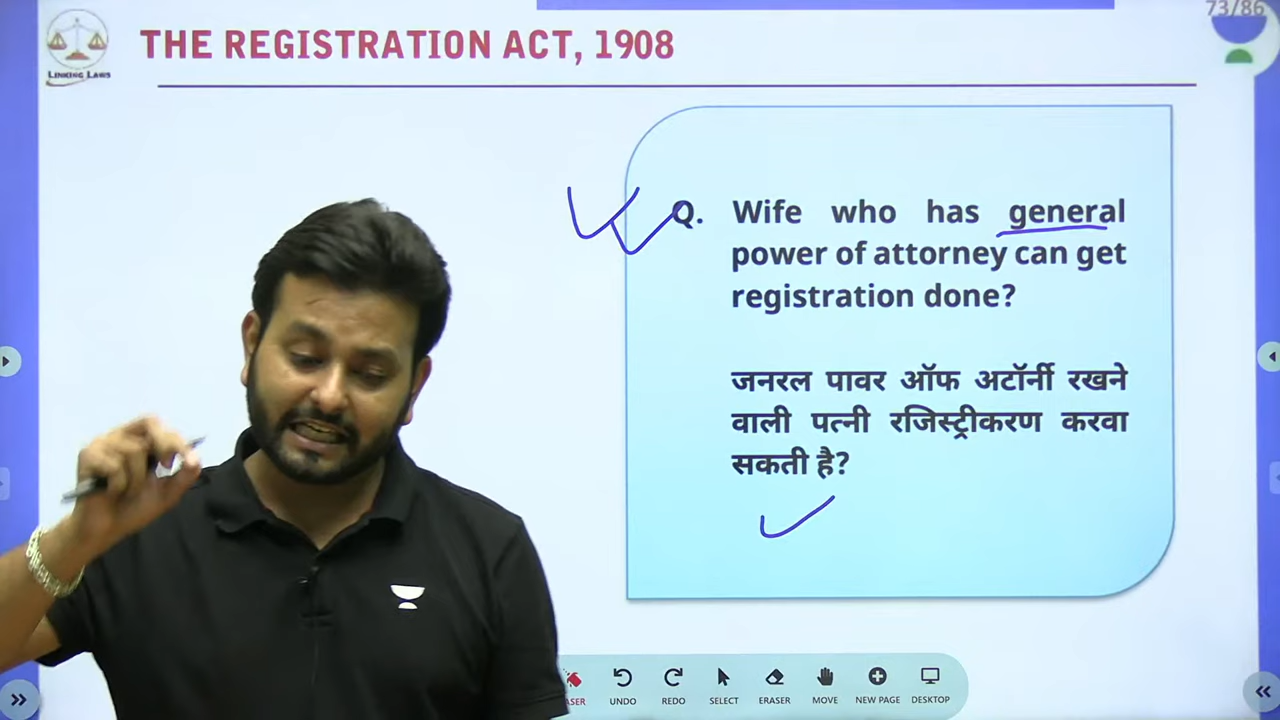 73/86
THE REGISTRATION ACT, 1908
LINKING LAWS
Q. Wife who has general
power of attorney can get
registration done?
जनरल पावर ऑफ अटॉर्नी रखने
वाली पत्नी रजिस्ट्रीकरण करवा
सकती है?
UNDO REDO SELECT ERASER MOVE NEW PAGE DESKTOP